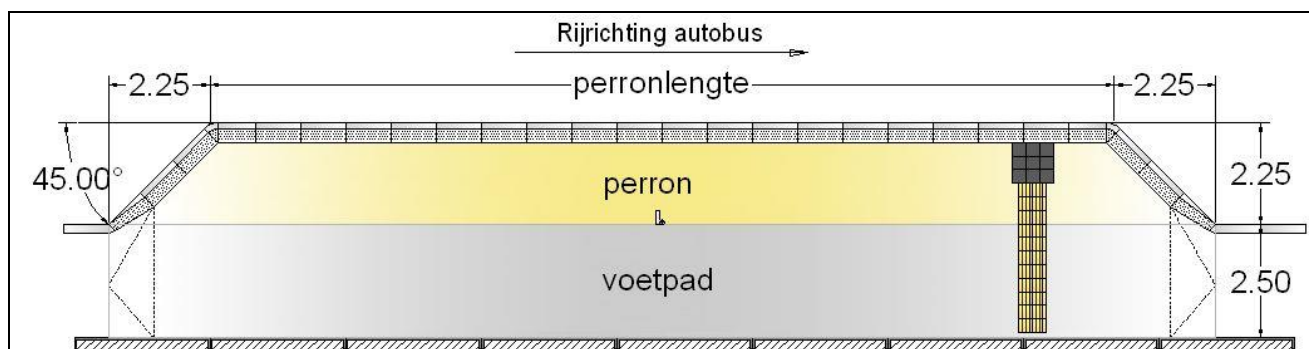 Rijrichting autobus
2.25
perronlengte
2.25
45.00°
perron
2.25
voetpad
2.50